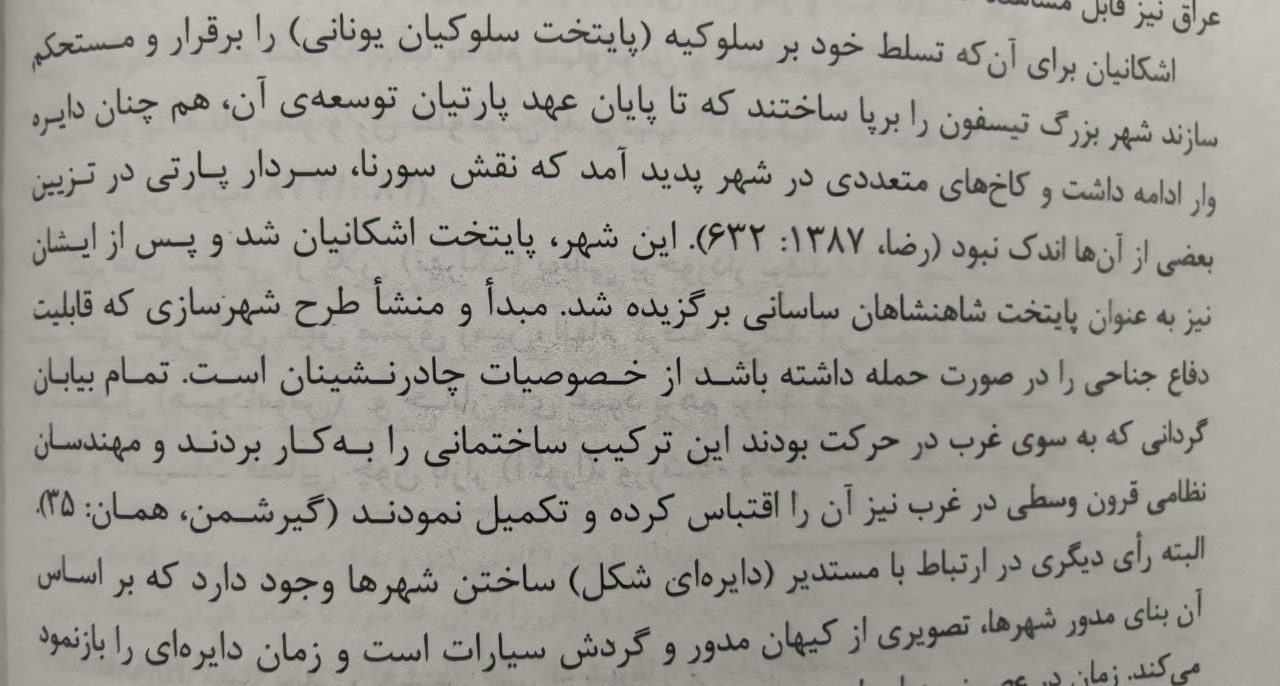 عراق نیز قابل مشاهده
اشکانیان برای آن‌که تسلط خود بر سلوکیه (پایتخت سلوکیان یونانی) را برقرار و مستحکم
سازند شهر بزرگ تیسفون را برپا ساختند که تا پایان عهد پارتیان توسعه‌ی آن، هم چنان دایره
وار ادامه داشت و کاخ‌های متعددی در شهر پدید آمد که نقش سورنا، سردار پارتی در تزیین
بعضی از آن‌ها اندک نبود (رضا، ۱۳۸۷: ۶۳۲). این شهر، پایتخت اشکانیان شد و پس از ایشان
نیز به عنوان پایتخت شاهنشاهان ساسانی برگزیده شد. مبدأ و منشأ طرح شهرسازی که قابلیت
دفاع جناحی را در صورت حمله داشته باشد از خصوصیات چادرنشینان است. تمام بیابان
گردانی که به سوی غرب در حرکت بودند این ترکیب ساختمانی را به‌کار بردند و مهندسان
نظامی قرون وسطی در غرب نیز آن را اقتباس کرده و تکمیل نمودند (گیرشمن، همان: ۳۵).
البته رأی دیگری در ارتباط با مستدیر (دایره‌ای شکل) ساختن شهرها وجود دارد که بر اساس
آن بنای مدور شهرها، تصویری از کیهان مدور و گردش سیارات است و زمان دایره‌ای را بازنمود
می‌کند. زمان در